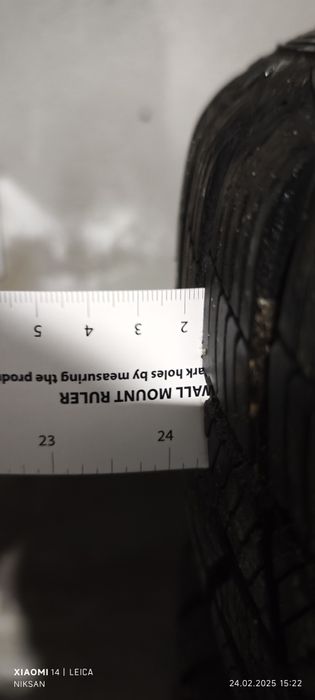 5 4 3 2
ark holes by measuring the prod
WALL MOUNT RULER
23 24
XIAOMI 14 | LEICA
NIKSAN
24.02.2025 15:22